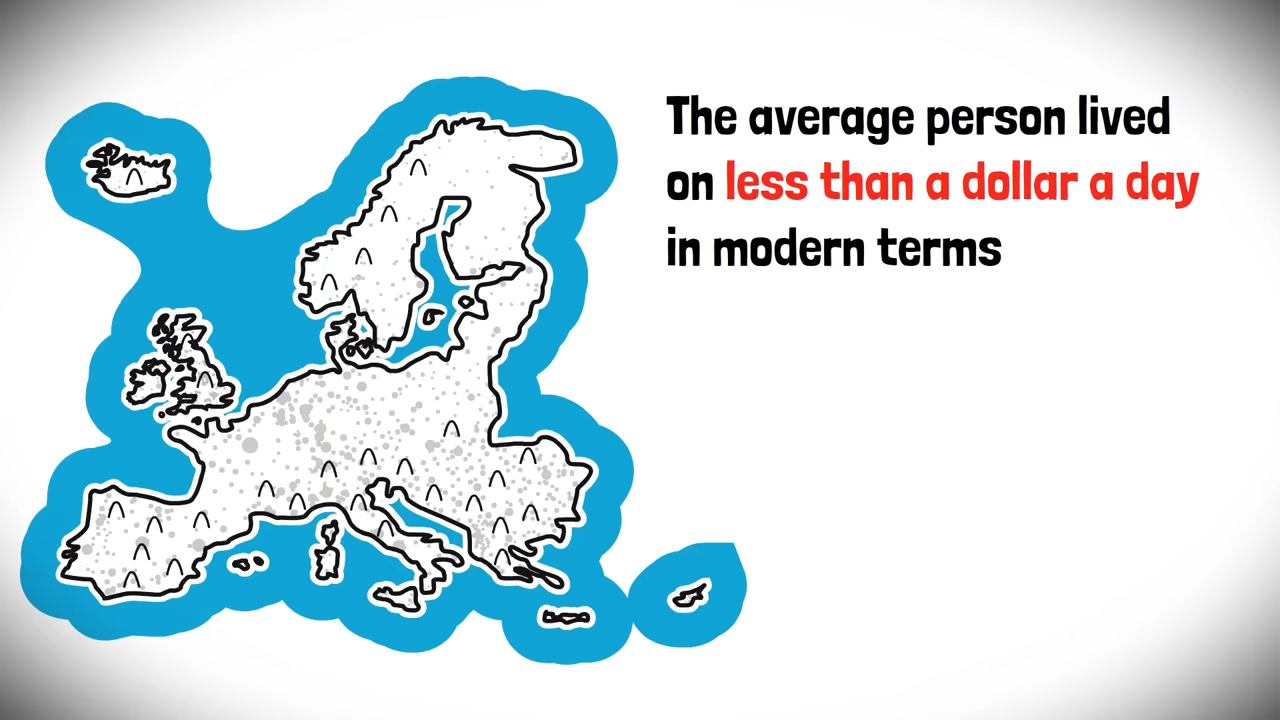 The average person lived
on less than a dollar a day
in modern terms